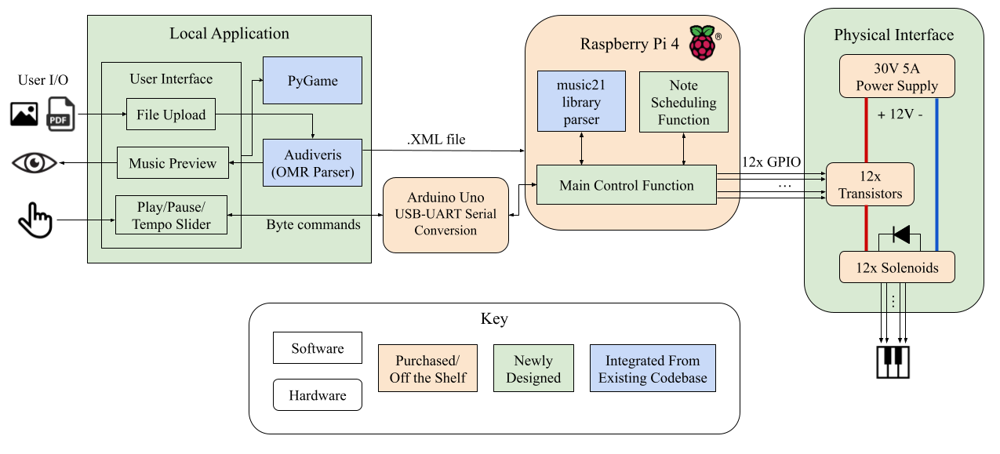 User I/O
PDF
Local Application
User Interface
File Upload
Music Preview
Play/Pause/
Tempo Slider
PyGame
Audiveris
(OMR Parser)
.XML file
Byte commands
Arduino Uno
USB-UART Serial
Conversion
Raspberry Pi 4
®
music21
library
parser
Note
Scheduling
Function
Main Control Function
12x GPIO
...
Physical Interface
30V 5A
Power Supply
+ 12V -
12x
Transistors
12x Solenoids
...
Key
Software
Hardware
Purchased/
Off the Shelf
Newly
Designed
Integrated From
Existing Codebase